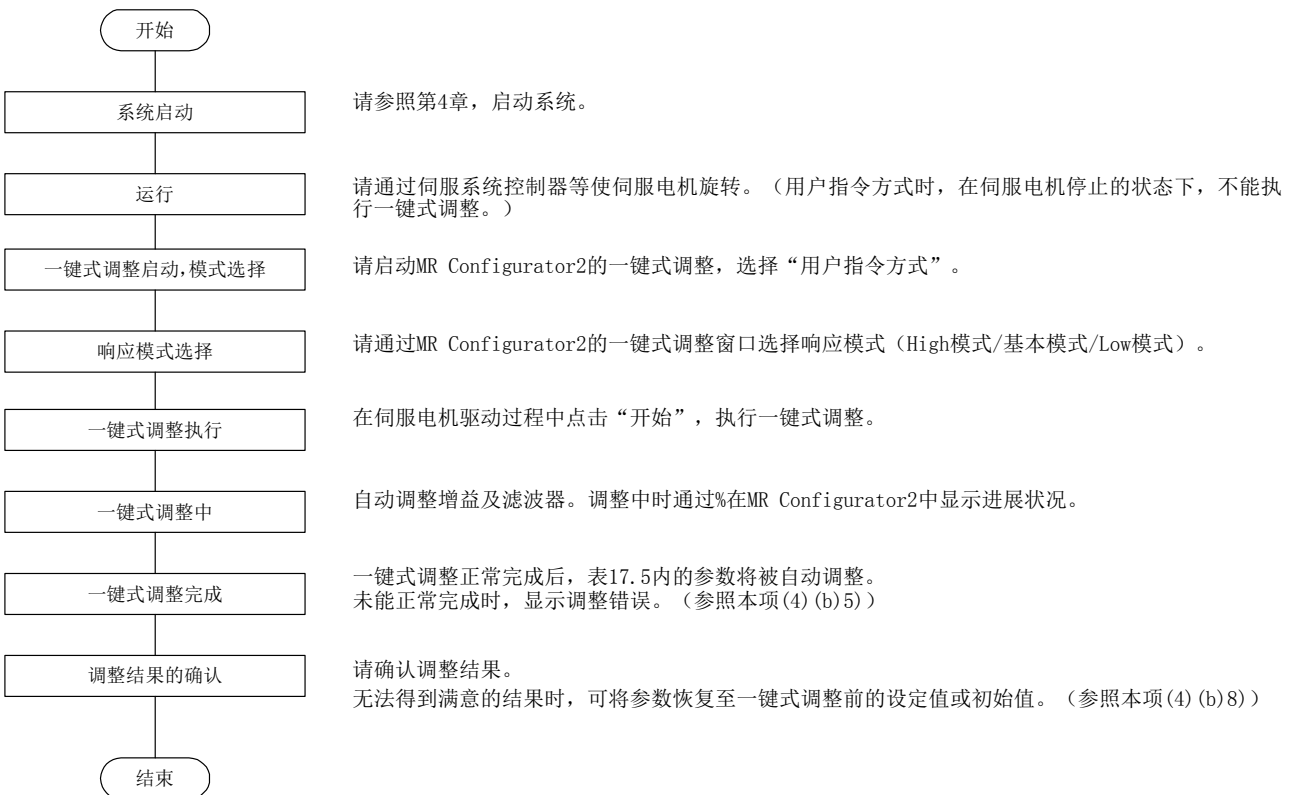 开始
系统启动
请参照第4章，启动系统。
运行
请通过伺服系统控制器等使伺服电机旋转。（用户指令方式时，在伺服电机停止的状态下，不能执
行一键式调整。）
一键式调整启动,模式选择
请启动MR Configurator2的一键式调整，选择“用户指令方式”。
响应模式选择
请通过MR Configurator2的一键式调整窗口选择响应模式（High模式/基本模式/Low模式）。
一键式调整执行
在伺服电机驱动过程中点击“开始”，执行一键式调整。
一键式调整中
自动调整增益及滤波器。调整中时通过%在MR Configurator2中显示进展状况。
一键式调整完成
一键式调整正常完成后，表17.5内的参数将被自动调整。
未能正常完成时，显示调整错误。（参照本项(4)(b)5)）
调整结果的确认
请确认调整结果。
无法得到满意的结果时，可将参数恢复至一键式调整前的设定值或初始值。（参照本项(4)(b)8)）
结束